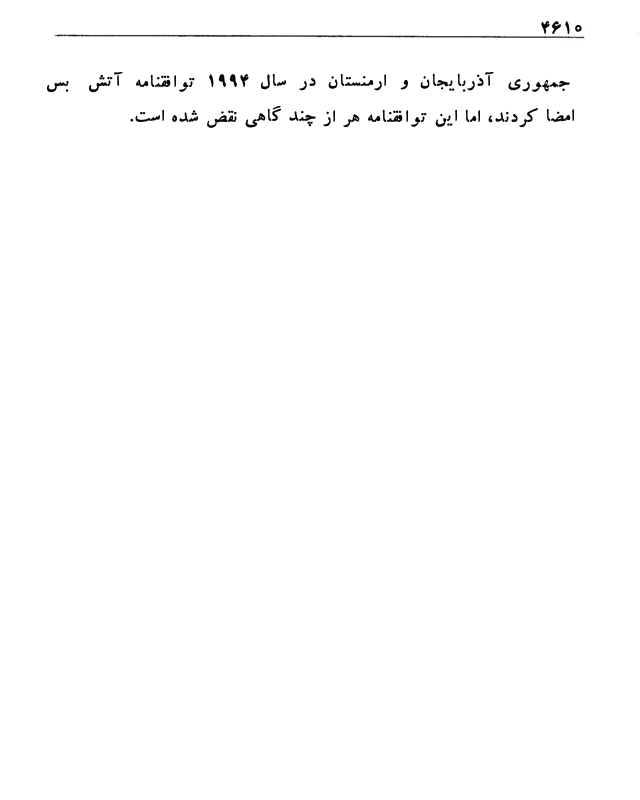 ۴۶۱۰
جمهوری آذربایجان و ارمنستان در سال ۱۹۹۴ توافقنامه آتش بس
امضا کردند، اما این توافقنامه هر از چند گاهی نقض شده است.